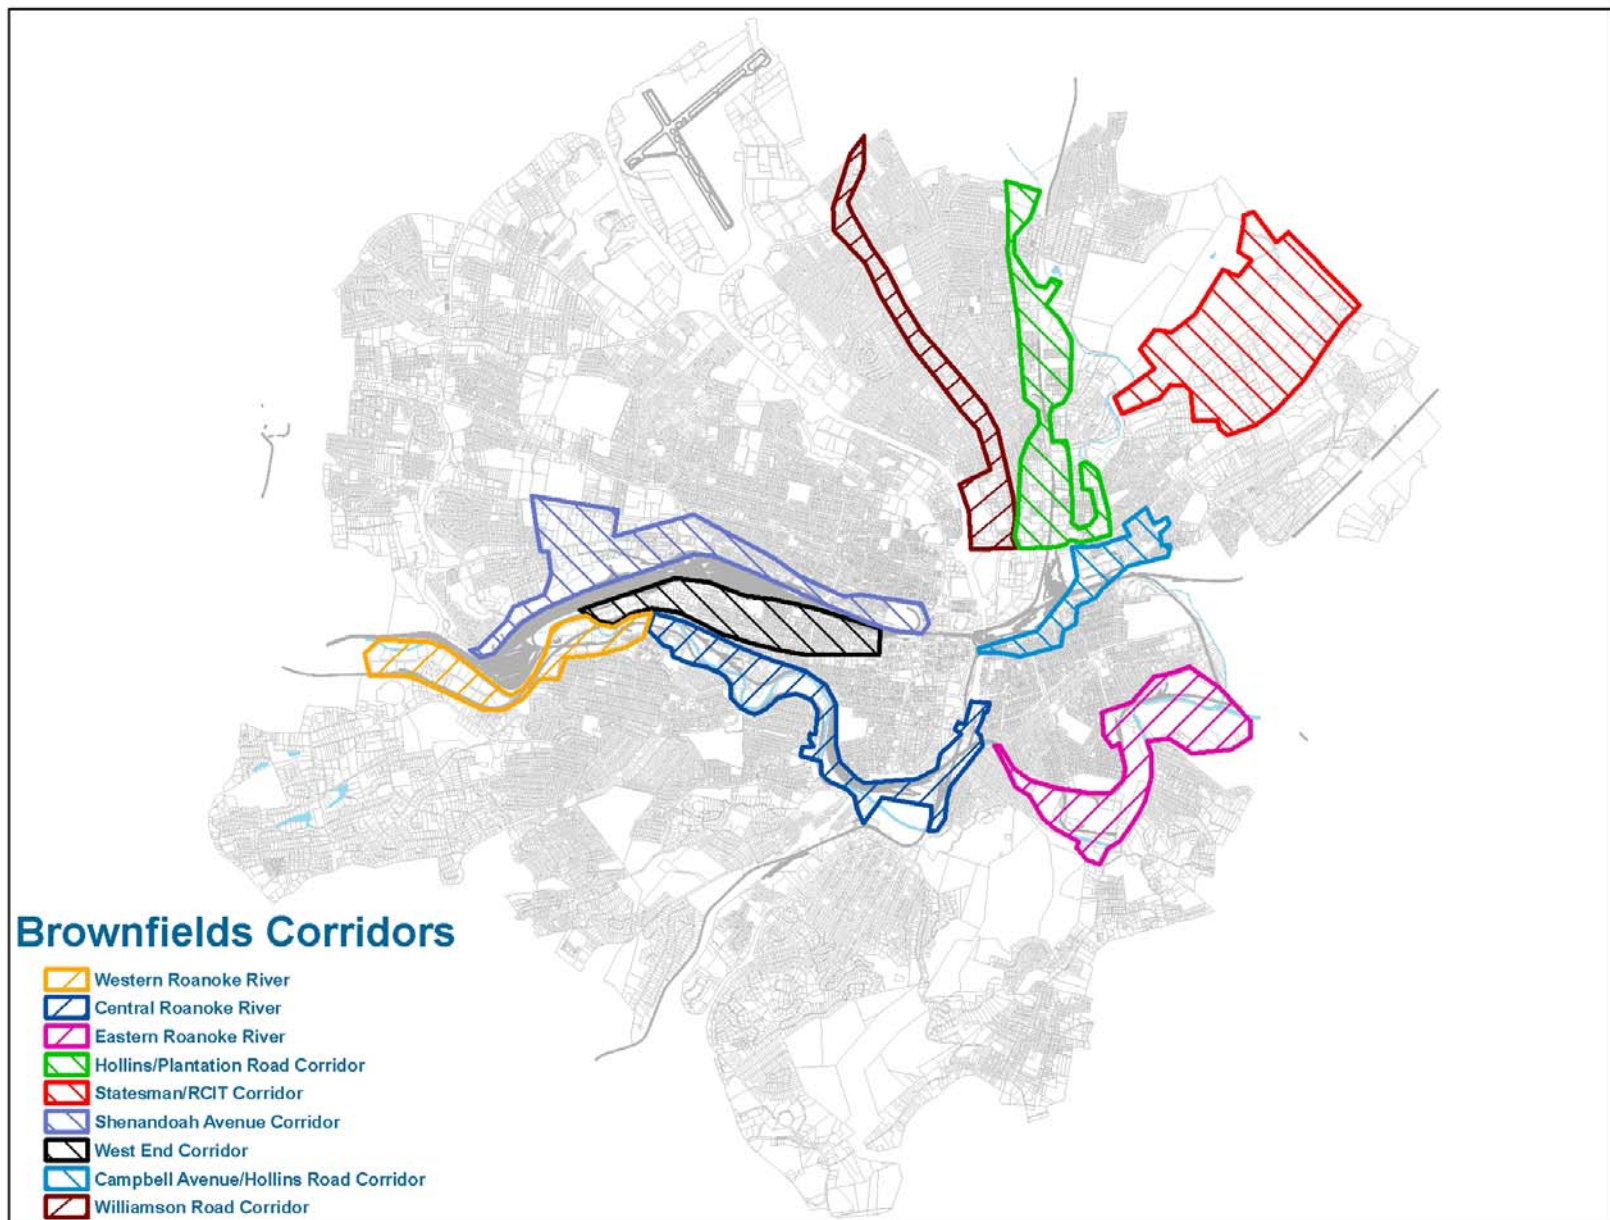 Brownfields Corridors
Western Roanoke River
Central Roanoke River
Eastern Roanoke River
Hollins/Plantation Road Corridor
Statesman/RCIT Corridor
Shenandoah Avenue Corridor
West End Corridor
Campbell Avenue/Hollins Road Corridor
Williamson Road Corridor